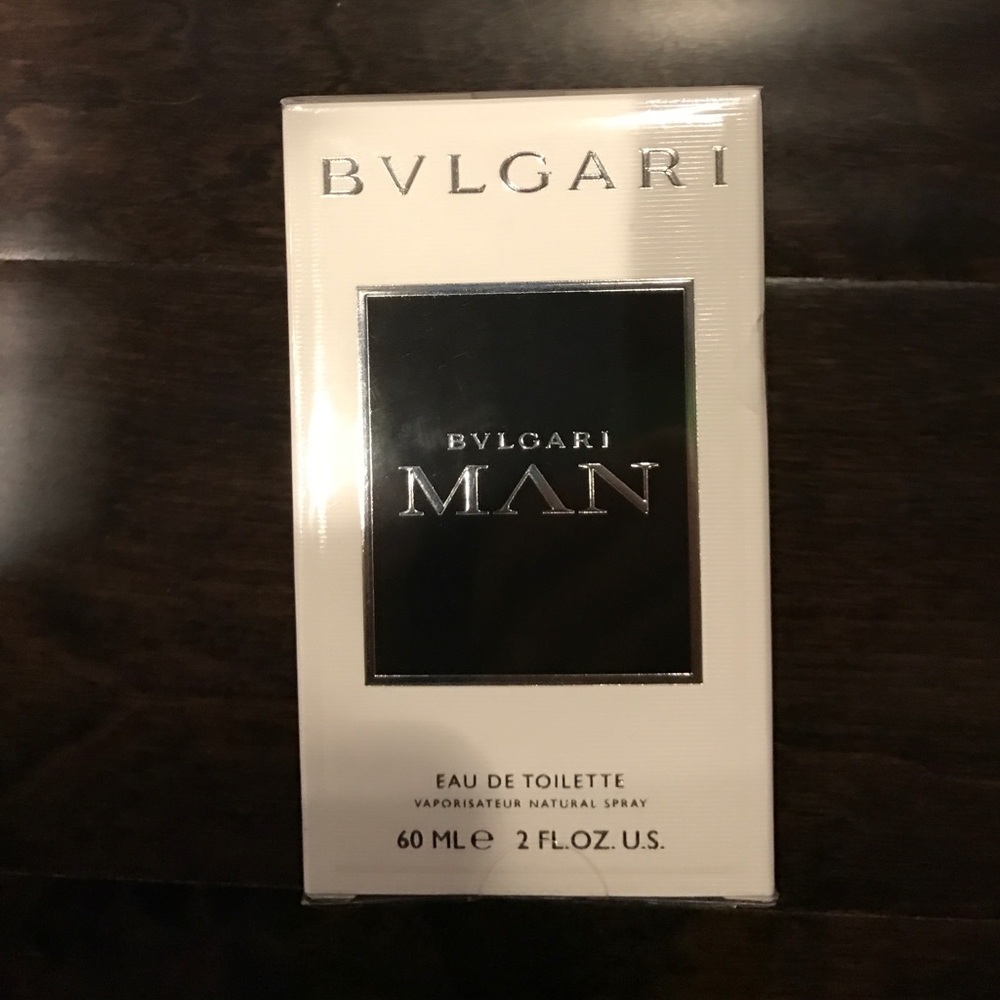 BVLGARI
BVLGARI
MAN
EAU DE TOILETTE
VAPORISATEUR NATURAL SPRAY
60 ML ℮ 2 FL.OZ. U.S.